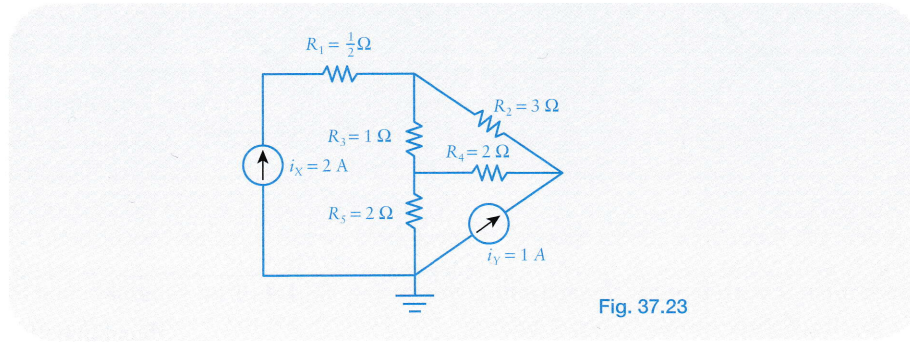 R₁ = ½ Ω
R₂ = 3 Ω
R₃ = 1 Ω
R₄ = 2 Ω
iX = 2 A
R₅ = 2 Ω
iY = 1 A
Fig. 37.23